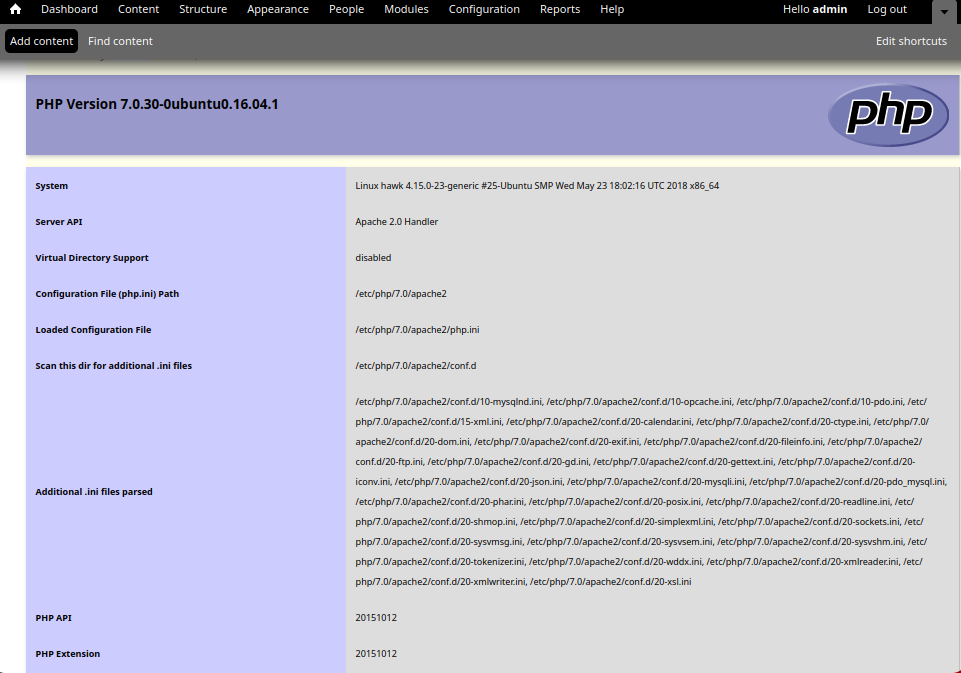 Dashboard Content Structure Appearance People Modules Configuration Reports Help Hello admin Log out
Add content Find content Edit shortcuts
PHP Version 7.0.30-0ubuntu0.16.04.1
php
System Linux hawk 4.15.0-23-generic #25-Ubuntu SMP Wed May 23 18:02:16 UTC 2018 x86_64
Server API Apache 2.0 Handler
Virtual Directory Support disabled
Configuration File (php.ini) Path /etc/php/7.0/apache2
Loaded Configuration File /etc/php/7.0/apache2/php.ini
Scan this dir for additional .ini files /etc/php/7.0/apache2/conf.d
Additional .ini files parsed
/etc/php/7.0/apache2/conf.d/10-mysqlnd.ini, /etc/php/7.0/apache2/conf.d/10-opcache.ini, /etc/php/7.0/apache2/conf.d/10-pdo.ini, /etc/
php/7.0/apache2/conf.d/15-xml.ini, /etc/php/7.0/apache2/conf.d/20-calendar.ini, /etc/php/7.0/apache2/conf.d/20-ctype.ini, /etc/php/7.0/
apache2/conf.d/20-dom.ini, /etc/php/7.0/apache2/conf.d/20-exif.ini, /etc/php/7.0/apache2/conf.d/20-fileinfo.ini, /etc/php/7.0/apache2/
conf.d/20-ftp.ini, /etc/php/7.0/apache2/conf.d/20-gd.ini, /etc/php/7.0/apache2/conf.d/20-gettext.ini, /etc/php/7.0/apache2/conf.d/20-
iconv.ini, /etc/php/7.0/apache2/conf.d/20-json.ini, /etc/php/7.0/apache2/conf.d/20-mysqli.ini, /etc/php/7.0/apache2/conf.d/20-pdo_mysql.ini,
/etc/php/7.0/apache2/conf.d/20-phar.ini, /etc/php/7.0/apache2/conf.d/20-posix.ini, /etc/php/7.0/apache2/conf.d/20-readline.ini, /etc/
php/7.0/apache2/conf.d/20-shmop.ini, /etc/php/7.0/apache2/conf.d/20-simplexml.ini, /etc/php/7.0/apache2/conf.d/20-sockets.ini, /etc/
php/7.0/apache2/conf.d/20-sysvmsg.ini, /etc/php/7.0/apache2/conf.d/20-sysvsem.ini, /etc/php/7.0/apache2/conf.d/20-sysvshm.ini, /etc/
php/7.0/apache2/conf.d/20-tokenizer.ini, /etc/php/7.0/apache2/conf.d/20-wddx.ini, /etc/php/7.0/apache2/conf.d/20-xmlreader.ini, /etc/
php/7.0/apache2/conf.d/20-xmlwriter.ini, /etc/php/7.0/apache2/conf.d/20-xsl.ini
PHP API 20151012
PHP Extension 20151012